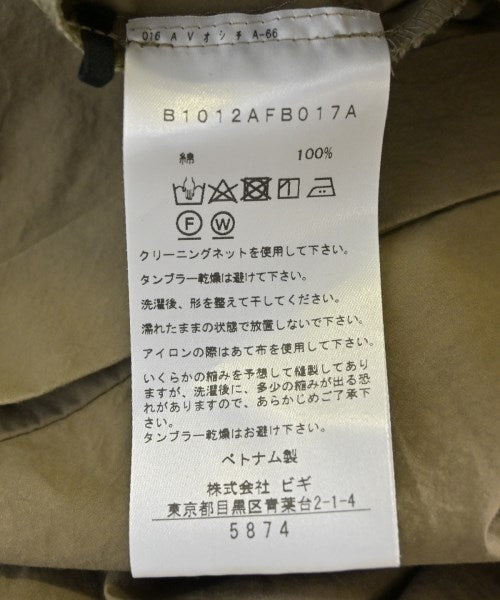 016 A V オシチ A-66
B1012AFB017A
綿 100%
F W
クリーニングネットを使用して下さい。
タンブラー乾燥は避けて下さい。
洗濯後、形を整えて干してください。
濡れたままの状態で放置しないで下さい。
アイロンの際はあて布を使用して下さい。
いくらかの縮みを予想して縫製してあり
ますが、洗濯後に、多少の縮みが出る恐
れがありますので、あらかじめご了承下
さい。
タンブラー乾燥はお避け下さい。
ベトナム製
株式会社 ビギ
東京都目黒区青葉台2-1-4
5874